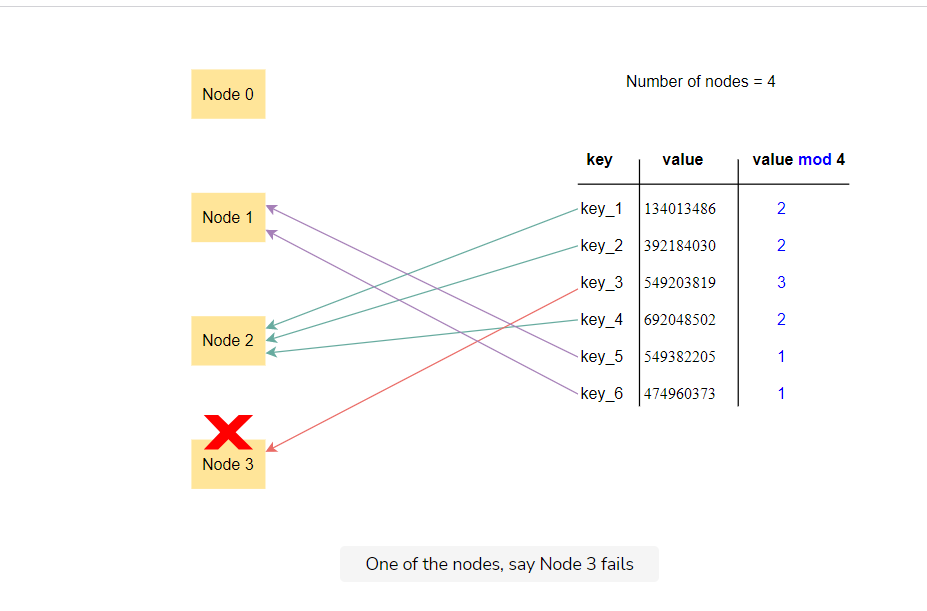 Number of nodes = 4
Node 0
key value value mod 4
Node 1
key_1 134013486 2
key_2 392184030 2
key_3 549203819 3
key_4 692048502 2
Node 2
key_5 549382205 1
key_6 474960373 1
Node 3
One of the nodes, say Node 3 fails